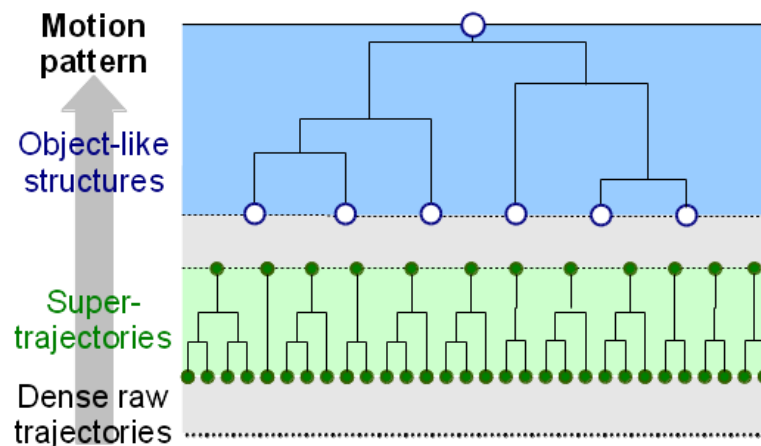 Motion
pattern
Object-like
structures
Super-
trajectories
Dense raw
trajectories